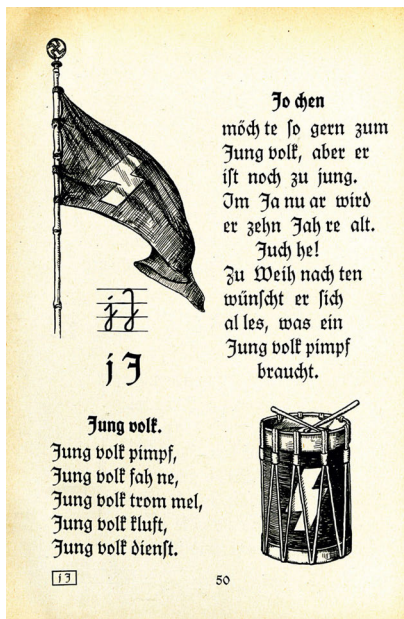 j J
j J
Jung volk.
Jung volk pimpf,
Jung volk fah ne,
Jung volk trom mel,
Jung volk kluft,
Jung volk dienst.
Jo chen
möch te so gern zum
Jung volk, aber er
ist noch zu jung.
Im Ja nu ar wird
er zehn Jah re alt.
Juch he!
Zu Weih nach ten
wünscht er sich
al les, was ein
Jung volk pimpf
braucht.
j J
50